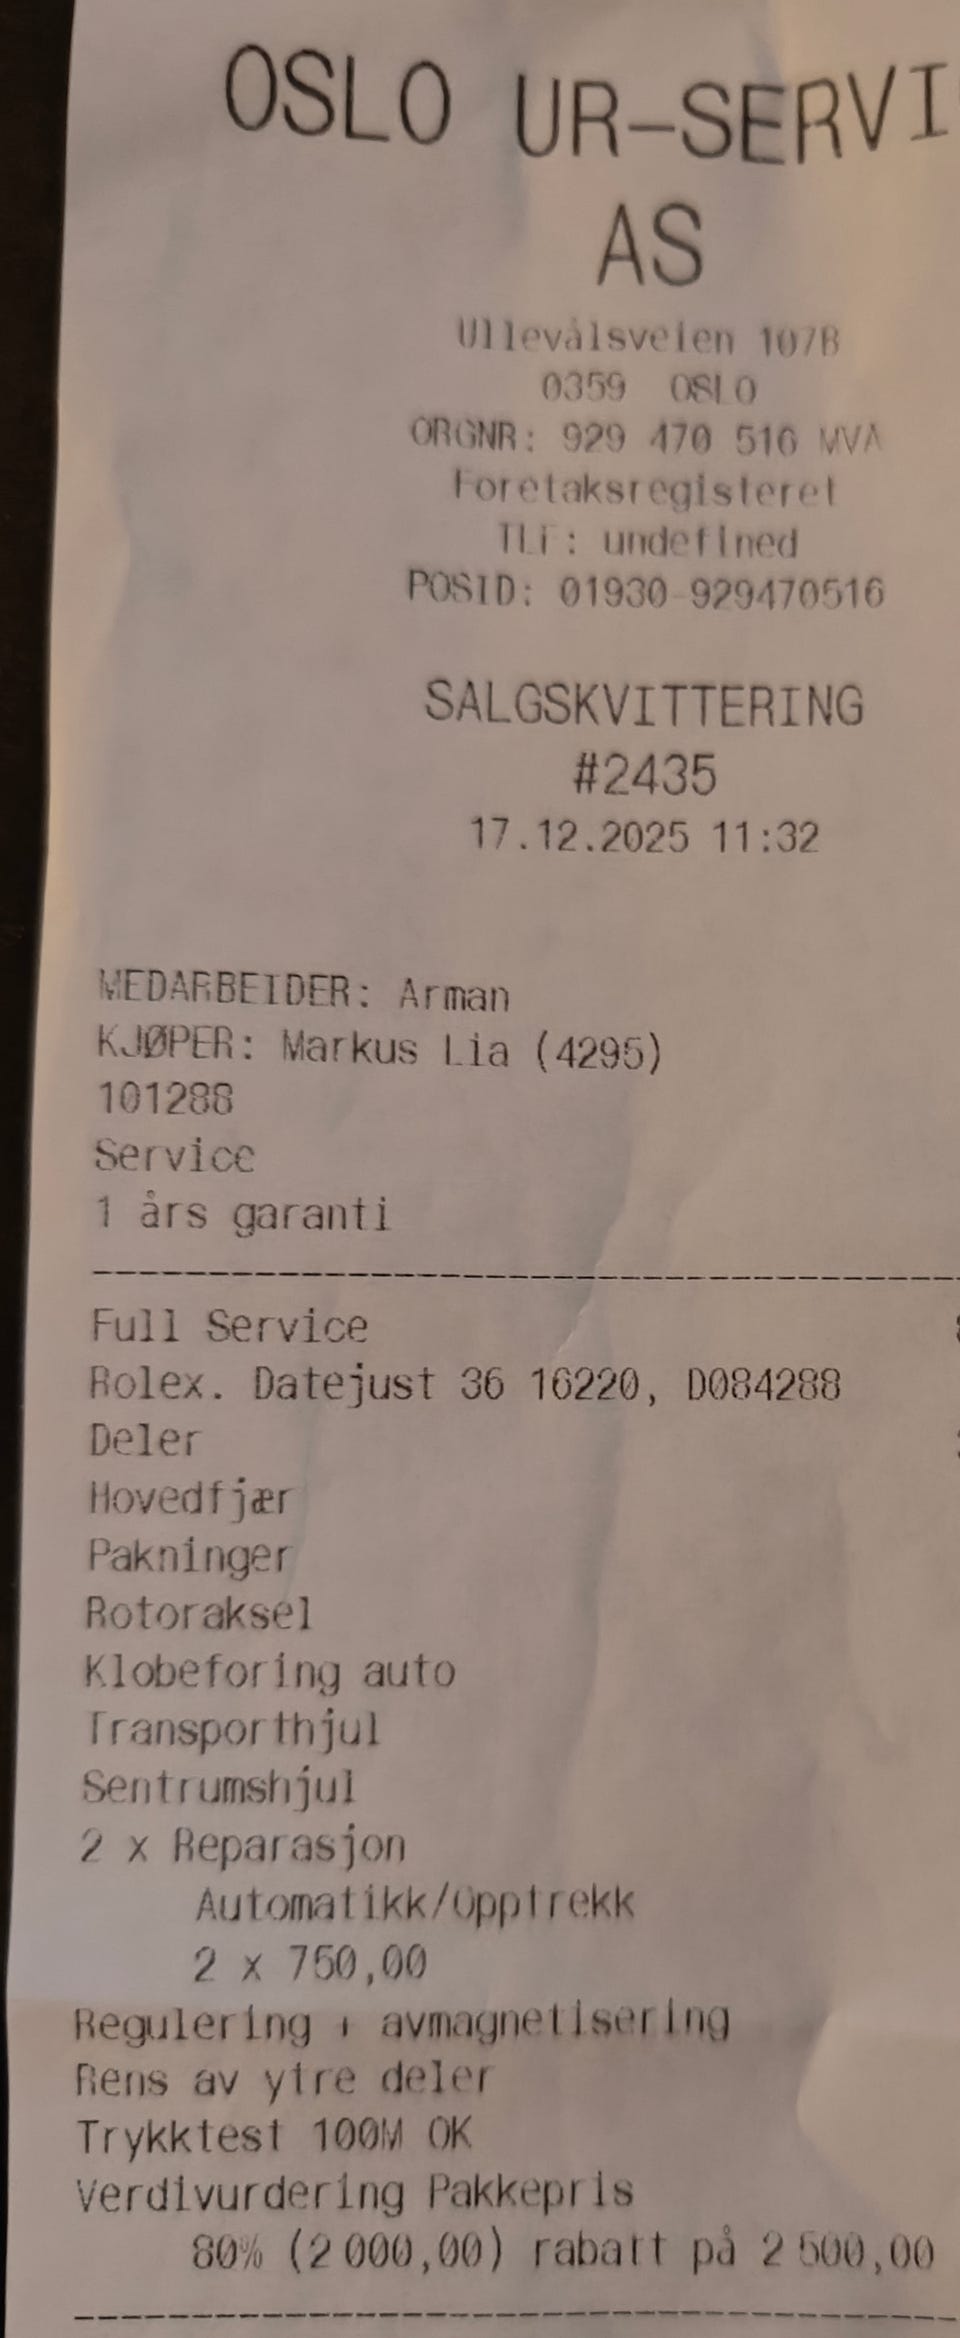 OSLO UR-SERVI
AS
Ullevålsveien 107B
0359 OSLO
ORGNR: 929 470 516 MVA
Foretaksregisteret
TLF: undefined
POSID: 01930-929470516
SALGSKVITTERING
#2435
17.12.2025 11:32
MEDARBEIDER: Arman
KJØPER: Markus Lia (4295)
101288
Service
1 års garanti
Full Service
Rolex. Datejust 36 16220, D084288
Deler
Hovedfjær
Pakninger
Rotoraksel
Klobeforing auto
Transporthjul
Sentrumshjul
2 x Reparasjon
Automatikk/Opptrekk
2 x 750,00
Regulering + avmagnetisering
Rens av ytre deler
Trykktest 100M OK
Verdivurdering Pakkepris
80% (2 000,00) rabatt på 2 500,00